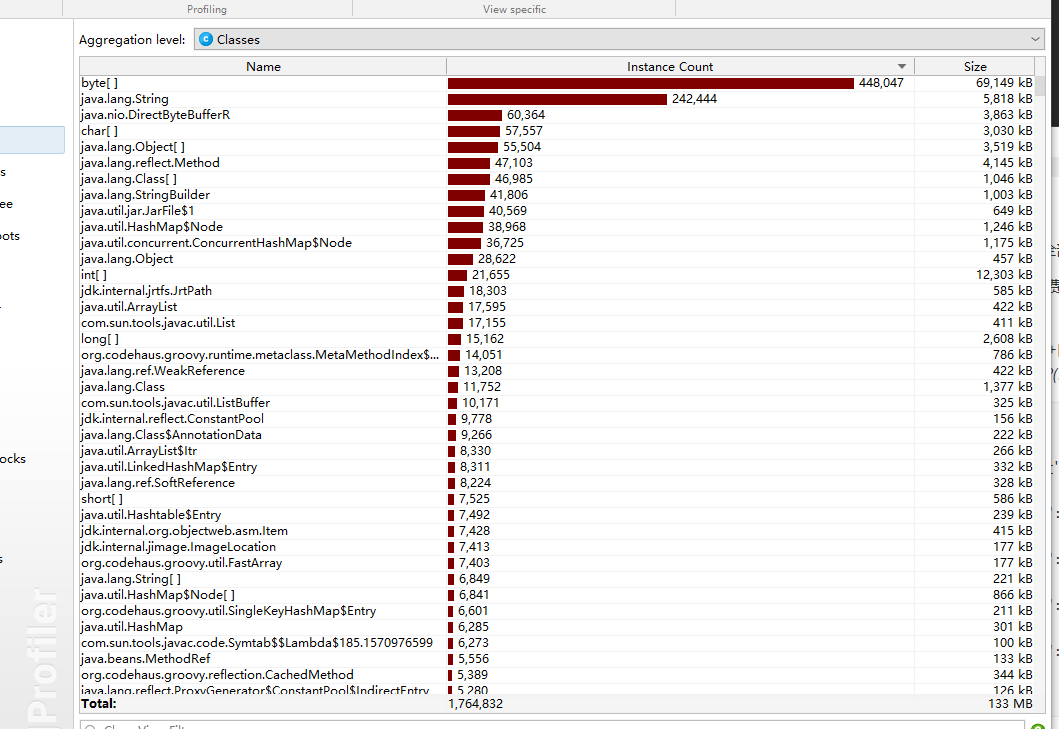 Profiling View specific
Aggregation level: Classes
Name Instance Count Size
byte[ ] 448,047 69,149 kB
java.lang.String 242,444 5,818 kB
java.nio.DirectByteBufferR 60,364 3,863 kB
char[ ] 57,557 3,030 kB
java.lang.Object[ ] 55,504 3,519 kB
java.lang.reflect.Method 47,103 4,145 kB
java.lang.Class[ ] 46,985 1,046 kB
java.lang.StringBuilder 41,806 1,003 kB
java.util.jar.JarFile$1 40,569 649 kB
java.util.HashMap$Node 38,968 1,246 kB
java.util.concurrent.ConcurrentHashMap$Node 36,725 1,175 kB
java.lang.Object 28,622 457 kB
int[ ] 21,655 12,303 kB
jdk.internal.jrtfs.JrtPath 18,303 585 kB
java.util.ArrayList 17,595 422 kB
com.sun.tools.javac.util.List 17,155 411 kB
long[ ] 15,162 2,608 kB
org.codehaus.groovy.runtime.metaclass.MetaMethodIndex$... 14,051 786 kB
java.lang.ref.WeakReference 13,208 422 kB
java.lang.Class 11,752 1,377 kB
com.sun.tools.javac.util.ListBuffer 10,171 325 kB
jdk.internal.reflect.ConstantPool 9,778 156 kB
java.lang.Class$AnnotationData 9,266 222 kB
java.util.ArrayList$Itr 8,330 266 kB
java.util.LinkedHashMap$Entry 8,311 332 kB
java.lang.ref.SoftReference 8,224 328 kB
short[ ] 7,525 586 kB
java.util.Hashtable$Entry 7,492 239 kB
jdk.internal.org.objectweb.asm.Item 7,428 415 kB
jdk.internal.jimage.ImageLocation 7,413 177 kB
org.codehaus.groovy.util.FastArray 7,403 177 kB
java.lang.String[ ] 6,849 221 kB
java.util.HashMap$Node[ ] 6,841 866 kB
org.codehaus.groovy.util.SingleKeyHashMap$Entry 6,601 211 kB
java.util.HashMap 6,285 301 kB
com.sun.tools.javac.code.Symtab$$Lambda$185.1570976599 6,273 100 kB
java.beans.MethodRef 5,556 133 kB
org.codehaus.groovy.reflection.CachedMethod 5,389 344 kB
java.lang.reflect.ProxyGenerator$ConstantPool$IndirectEntry 5,280 126 kB
Total: 1,764,832 133 MB
s
ee
ots
ocks
s
Profiler